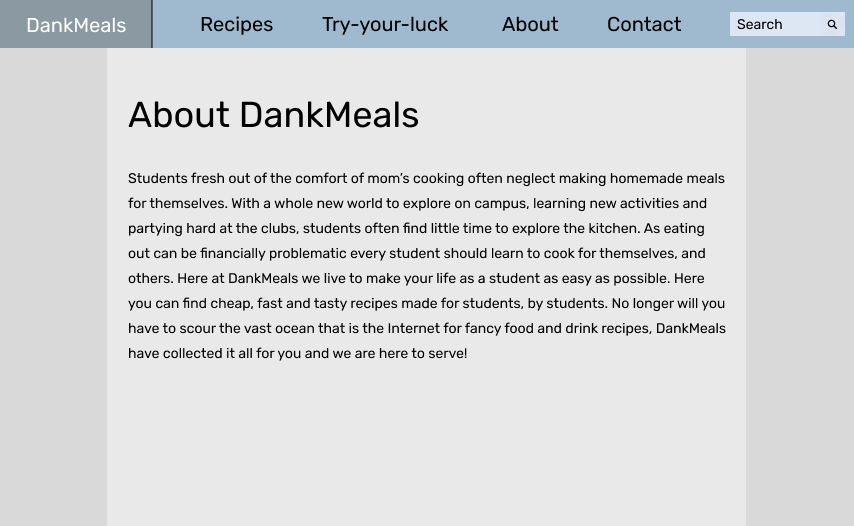 DankMeals Recipes Try-your-luck About Contact Search
About DankMeals
Students fresh out of the comfort of mom’s cooking often neglect making homemade meals
for themselves. With a whole new world to explore on campus, learning new activities and
partying hard at the clubs, students often find little time to explore the kitchen. As eating
out can be financially problematic every student should learn to cook for themselves, and
others. Here at DankMeals we live to make your life as a student as easy as possible. Here
you can find cheap, fast and tasty recipes made for students, by students. No longer will you
have to scour the vast ocean that is the Internet for fancy food and drink recipes, DankMeals
have collected it all for you and we are here to serve!